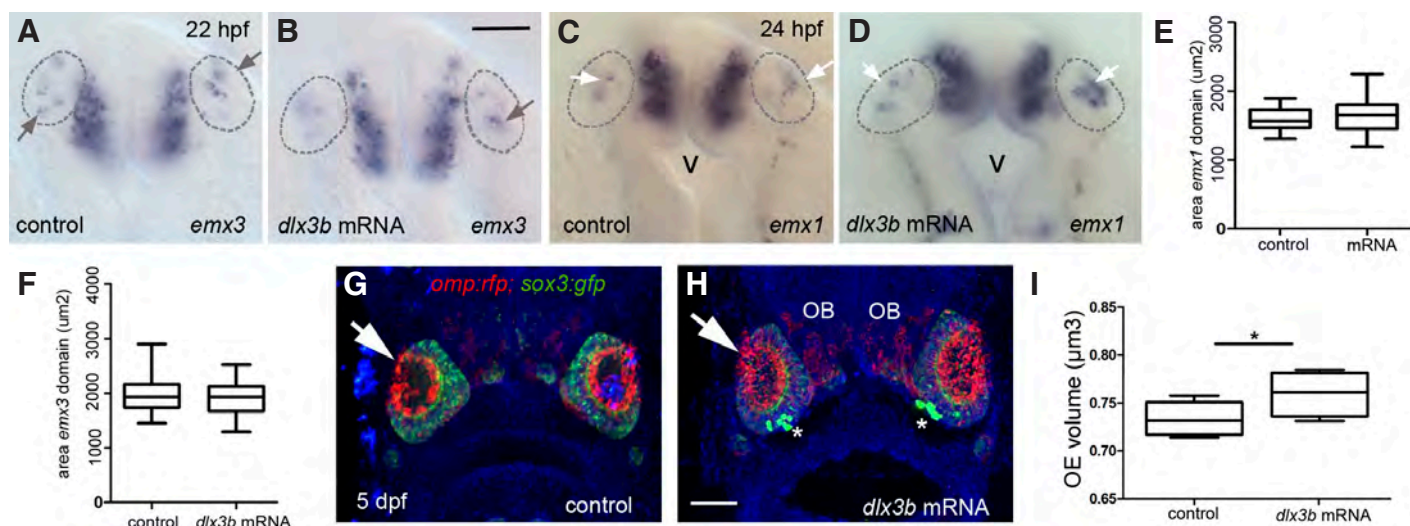 A
22 hpf
control
emx3
B
dlx3b mRNA
emx3
C
24 hpf
V
control
emx1
D
V
dlx3b mRNA
emx1
E
area emx1 domain (um2)
3000
2000
1000
0
control
mRNA
F
area emx3 domain (um2)
4000
3000
2000
1000
0
control
dlx3b mRNA
G
omp:rfp; sox3:gfp
5 dpf
control
H
OB
OB
*
*
dlx3b mRNA
I
OE volume (µm3)
0.85
0.80
0.75
0.70
0.65
*
control
dlx3b mRNA